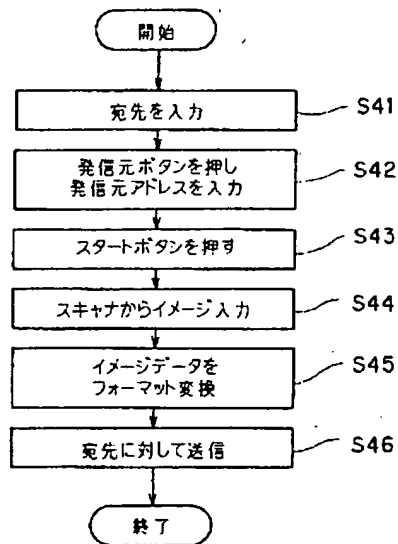 開始
宛先を入力
S41
発信元ボタンを押し
発信元アドレスを入力
S42
スタートボタンを押す
S43
スキャナからイメージ入力
S44
イメージデータを
フォーマット変換
S45
宛先に対して送信
S46
終了